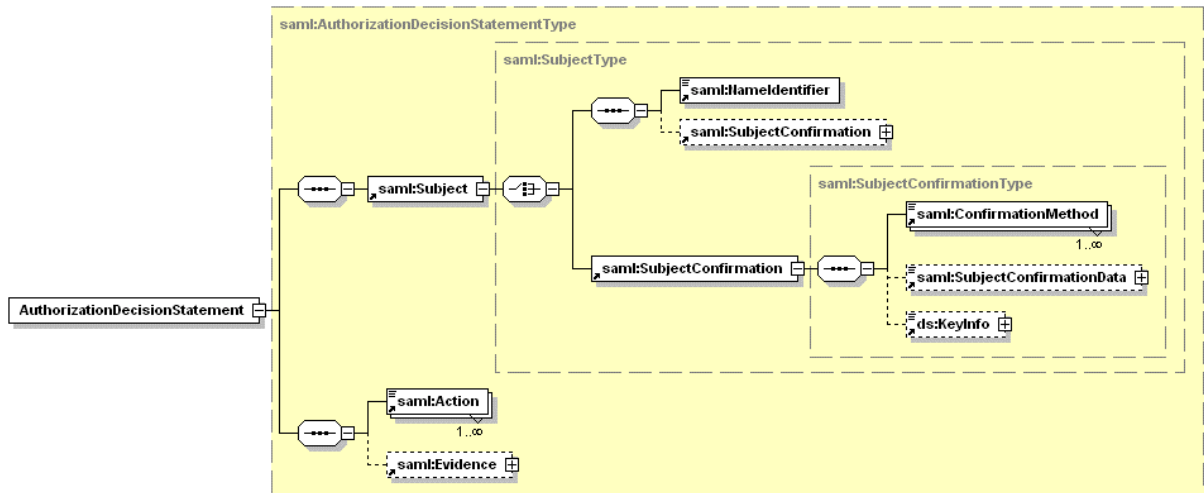 saml:AuthorizationDecisionStatementType
saml:SubjectType
saml:NameIdentifier
saml:SubjectConfirmation
saml:SubjectConfirmationType
saml:Subject
saml:ConfirmationMethod
1..∞
saml:SubjectConfirmation
saml:SubjectConfirmationData
AuthorizationDecisionStatement
ds:KeyInfo
saml:Action
1..∞
saml:Evidence